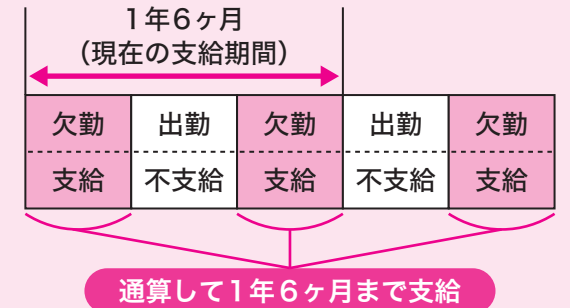 1年6ヶ月
（現在の支給期間）
欠勤 出勤 欠勤 出勤 欠勤
支給 不支給 支給 不支給 支給
通算して1年6ヶ月まで支給